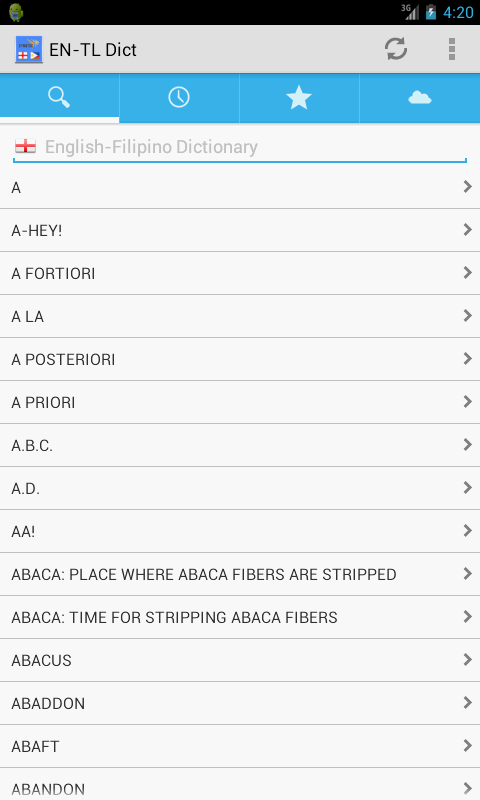 3G 4:20
EN-TL Dict
English-Filipino Dictionary
A
A-HEY!
A FORTIORI
A LA
A POSTERIORI
A PRIORI
A.B.C.
A.D.
AA!
ABACA: PLACE WHERE ABACA FIBERS ARE STRIPPED
ABACA: TIME FOR STRIPPING ABACA FIBERS
ABACUS
ABADDON
ABAFT
ABANDON